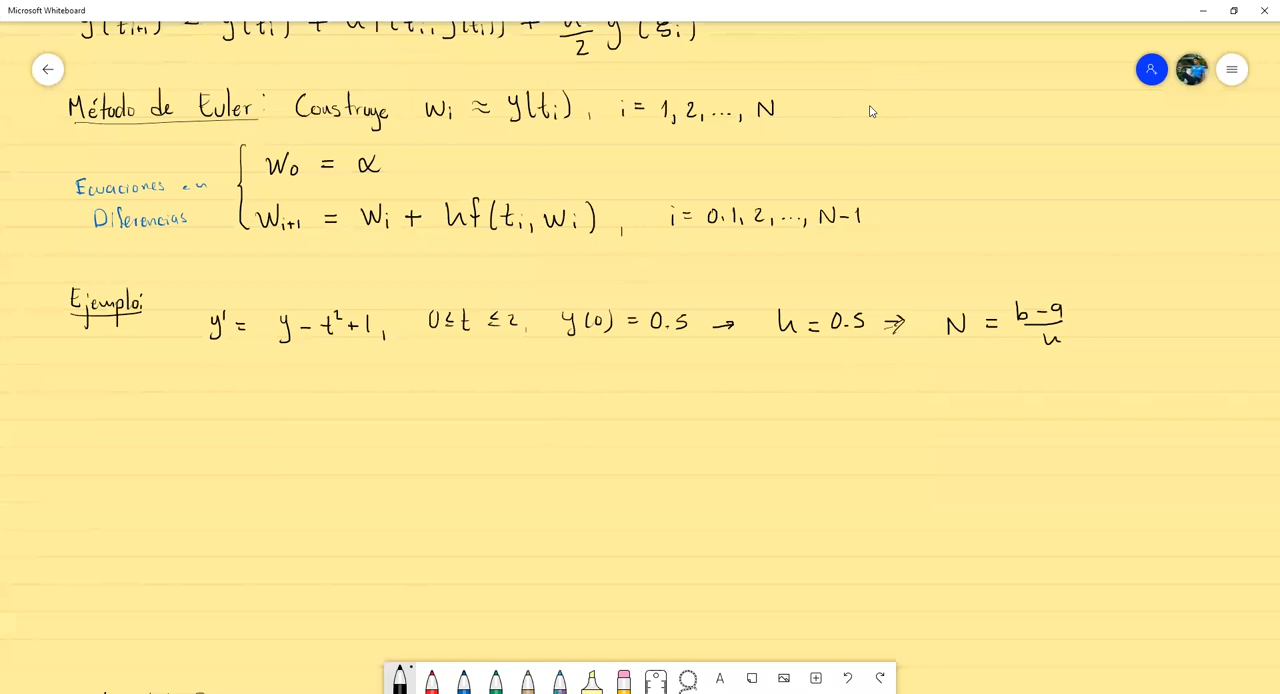 Microsoft Whiteboard
Método de Euler: Construye wᵢ ≈ y(tᵢ), i = 1, 2, ..., N
w₀ = α
Ecuaciones en
Diferencias
wᵢ₊₁ = wᵢ + hf(tᵢ, wᵢ), i = 0, 1, 2, ..., N-1
Ejemplo:
y' = y - t² + 1, 0 ≤ t ≤ 2, y(0) = 0.5 → h = 0.5 ⇒ N = (b-a)/h
A